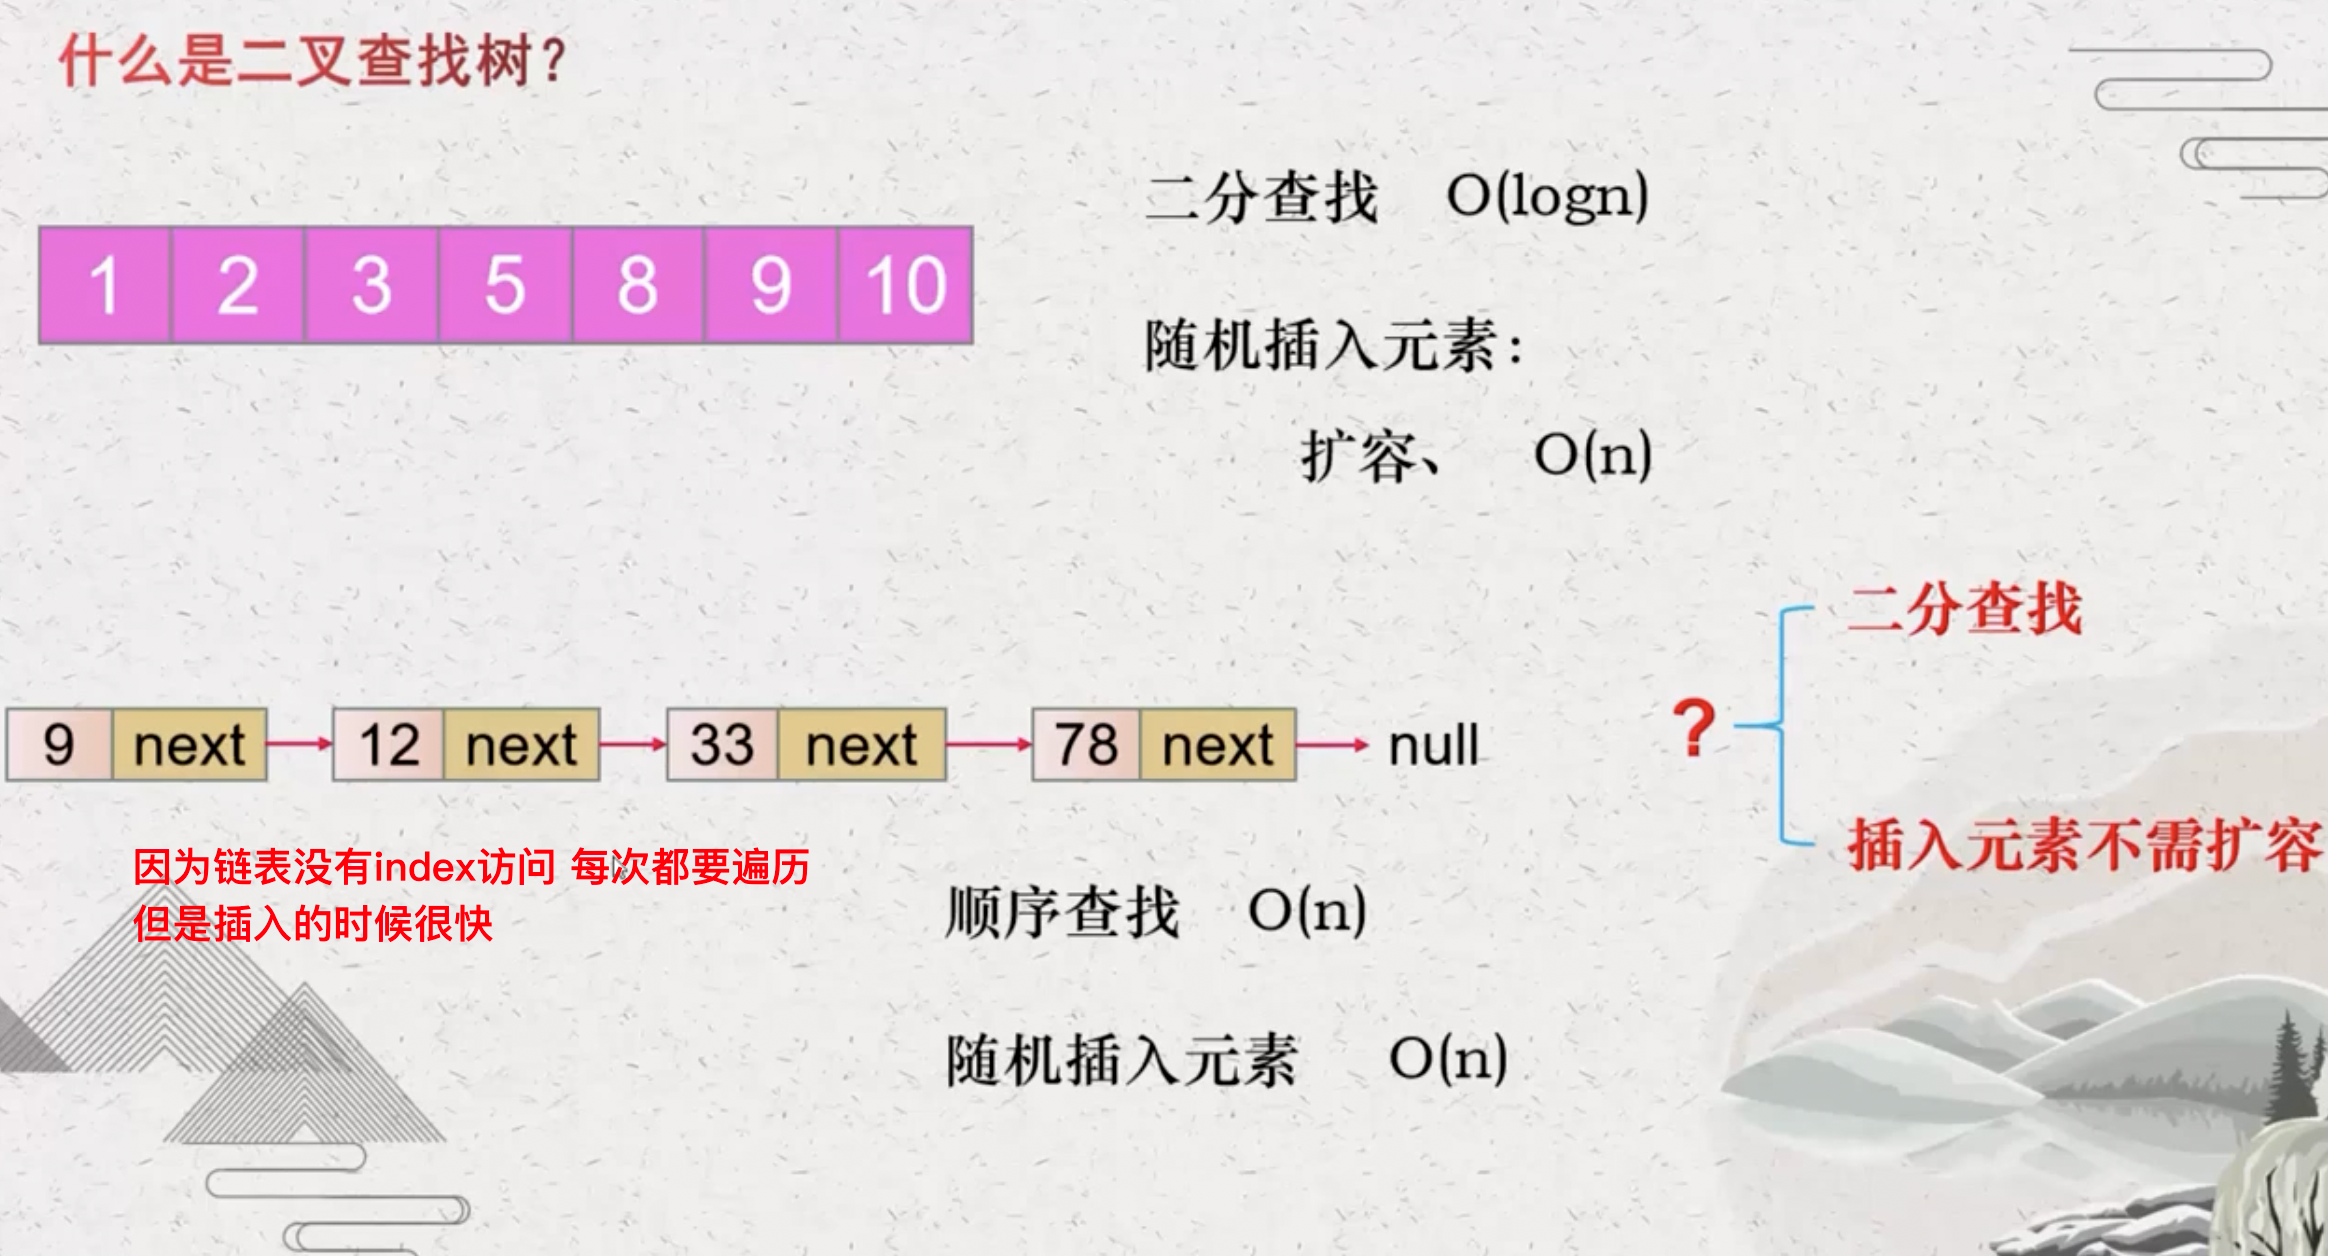 什么是二叉查找树？
二分查找 O(logn)
1 2 3 5 8 9 10
随机插入元素：
扩容、 O(n)
二分查找
9 next 12 next 33 next 78 next null
?
插入元素不需扩容
因为链表没有index访问 每次都要遍历
但是插入的时候很快
顺序查找 O(n)
随机插入元素 O(n)